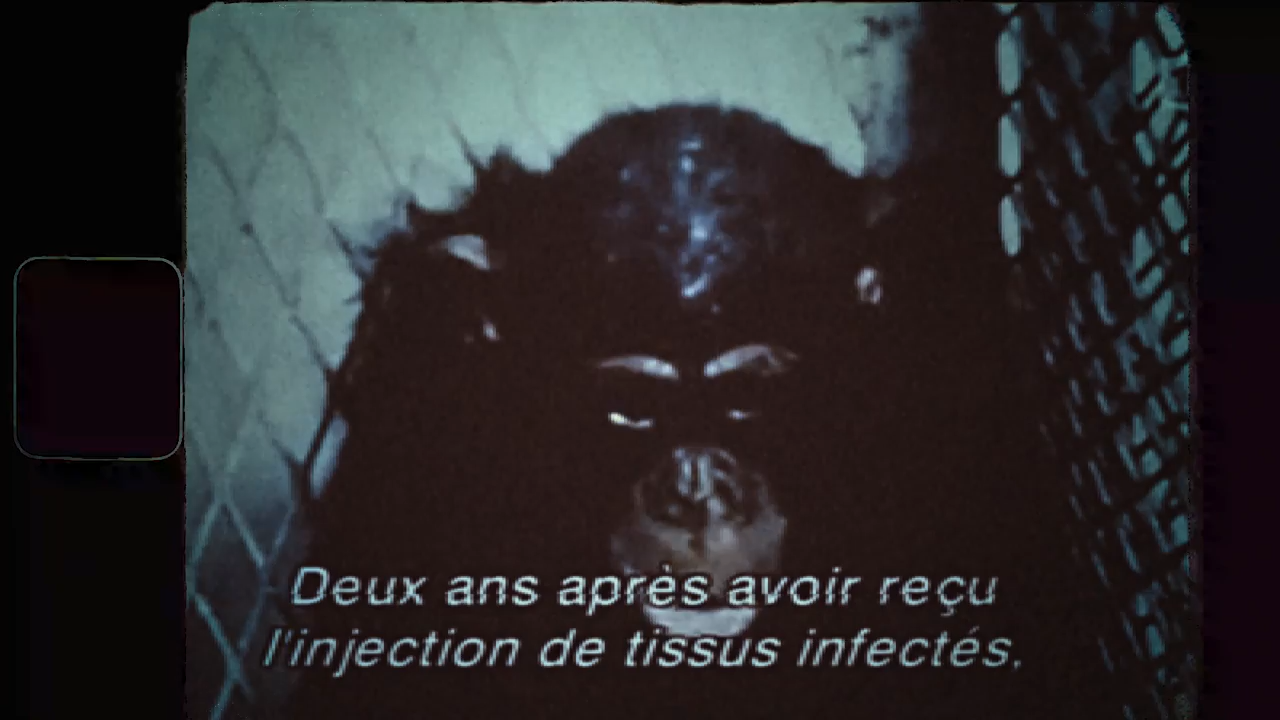 Deux ans après avoir reçu
l'injection de tissus infectés,